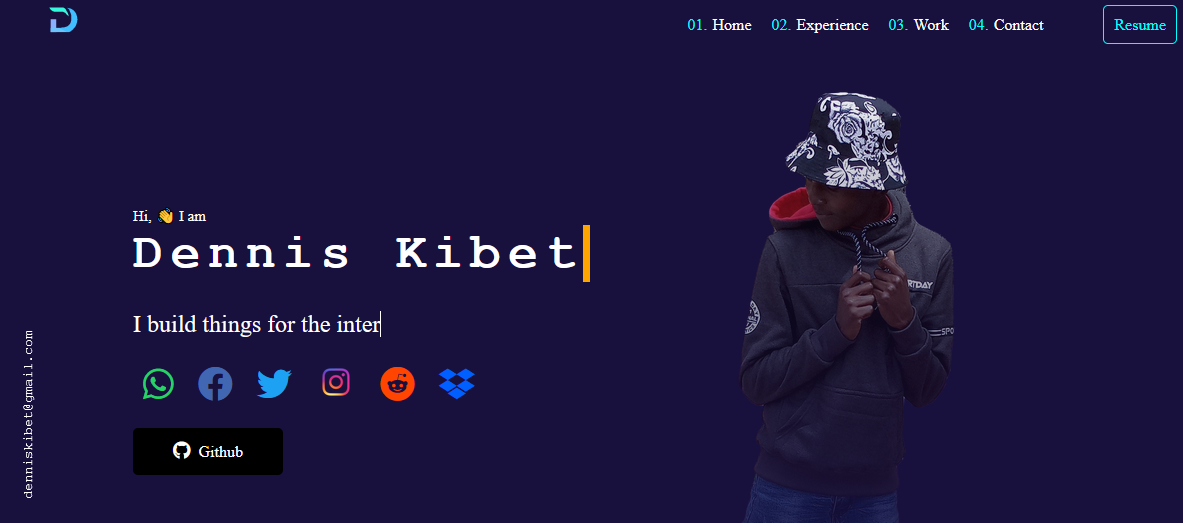 01. Home 02. Experience 03. Work 04. Contact Resume
Hi, 👋 I am
Dennis Kibet
I build things for the inter
Github
denniskibet@gmail.com